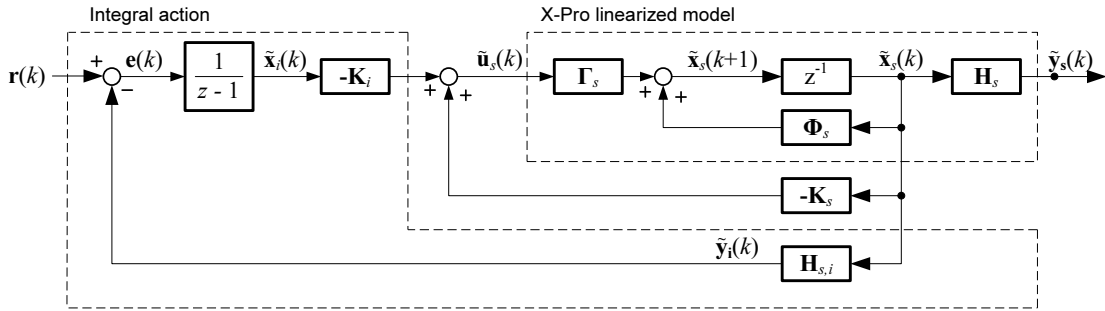 Integral action
X-Pro linearized model
r(k)
+
−
e(k)
1
z - 1
x̃ᵢ(k)
-Kᵢ
+
+
ũₛ(k)
Γₛ
+
+
x̃ₛ(k+1)
z⁻¹
x̃ₛ(k)
Hₛ
ỹₛ(k)
Φₛ
-Kₛ
ỹᵢ(k)
Hₛ,ᵢ